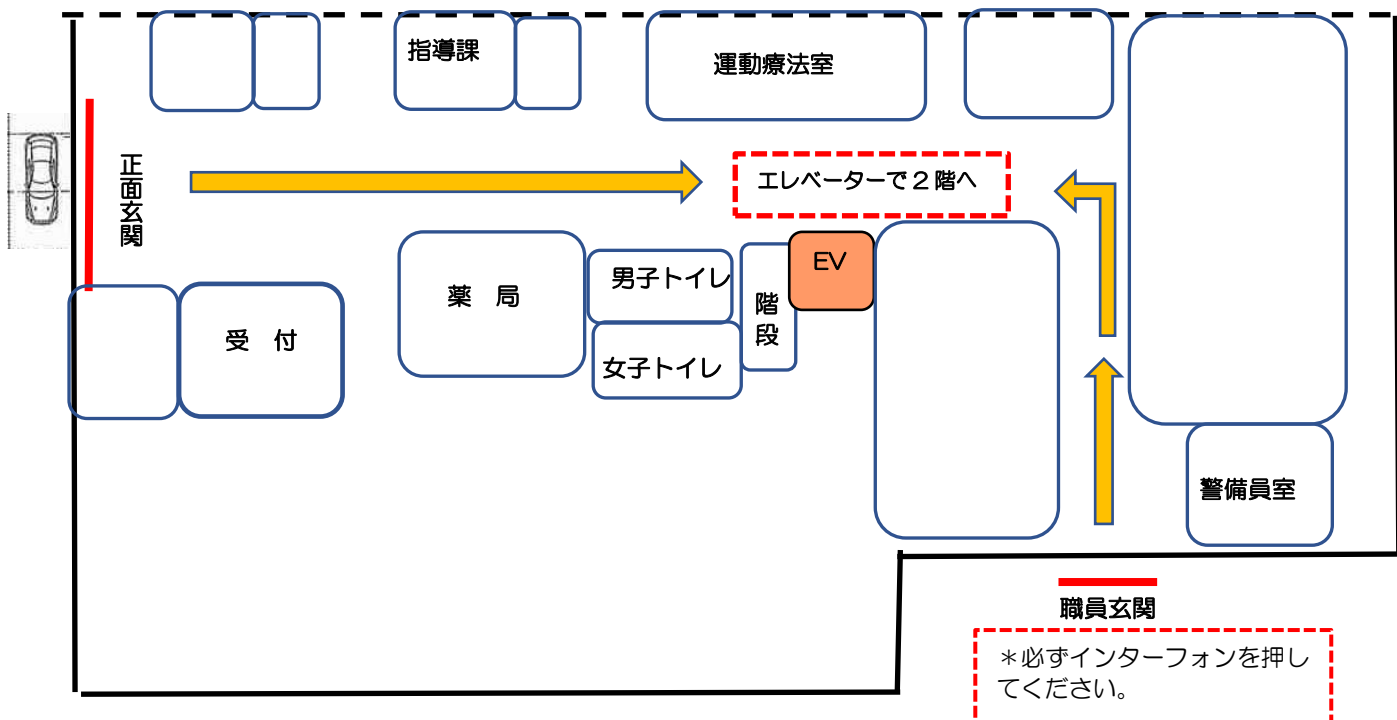 指導課
運動療法室
正面玄関
エレベーターで２階へ
EV
男子トイレ
薬　局
階段
受　付
女子トイレ
警備員室
職員玄関
＊必ずインターフォンを押し
てください。